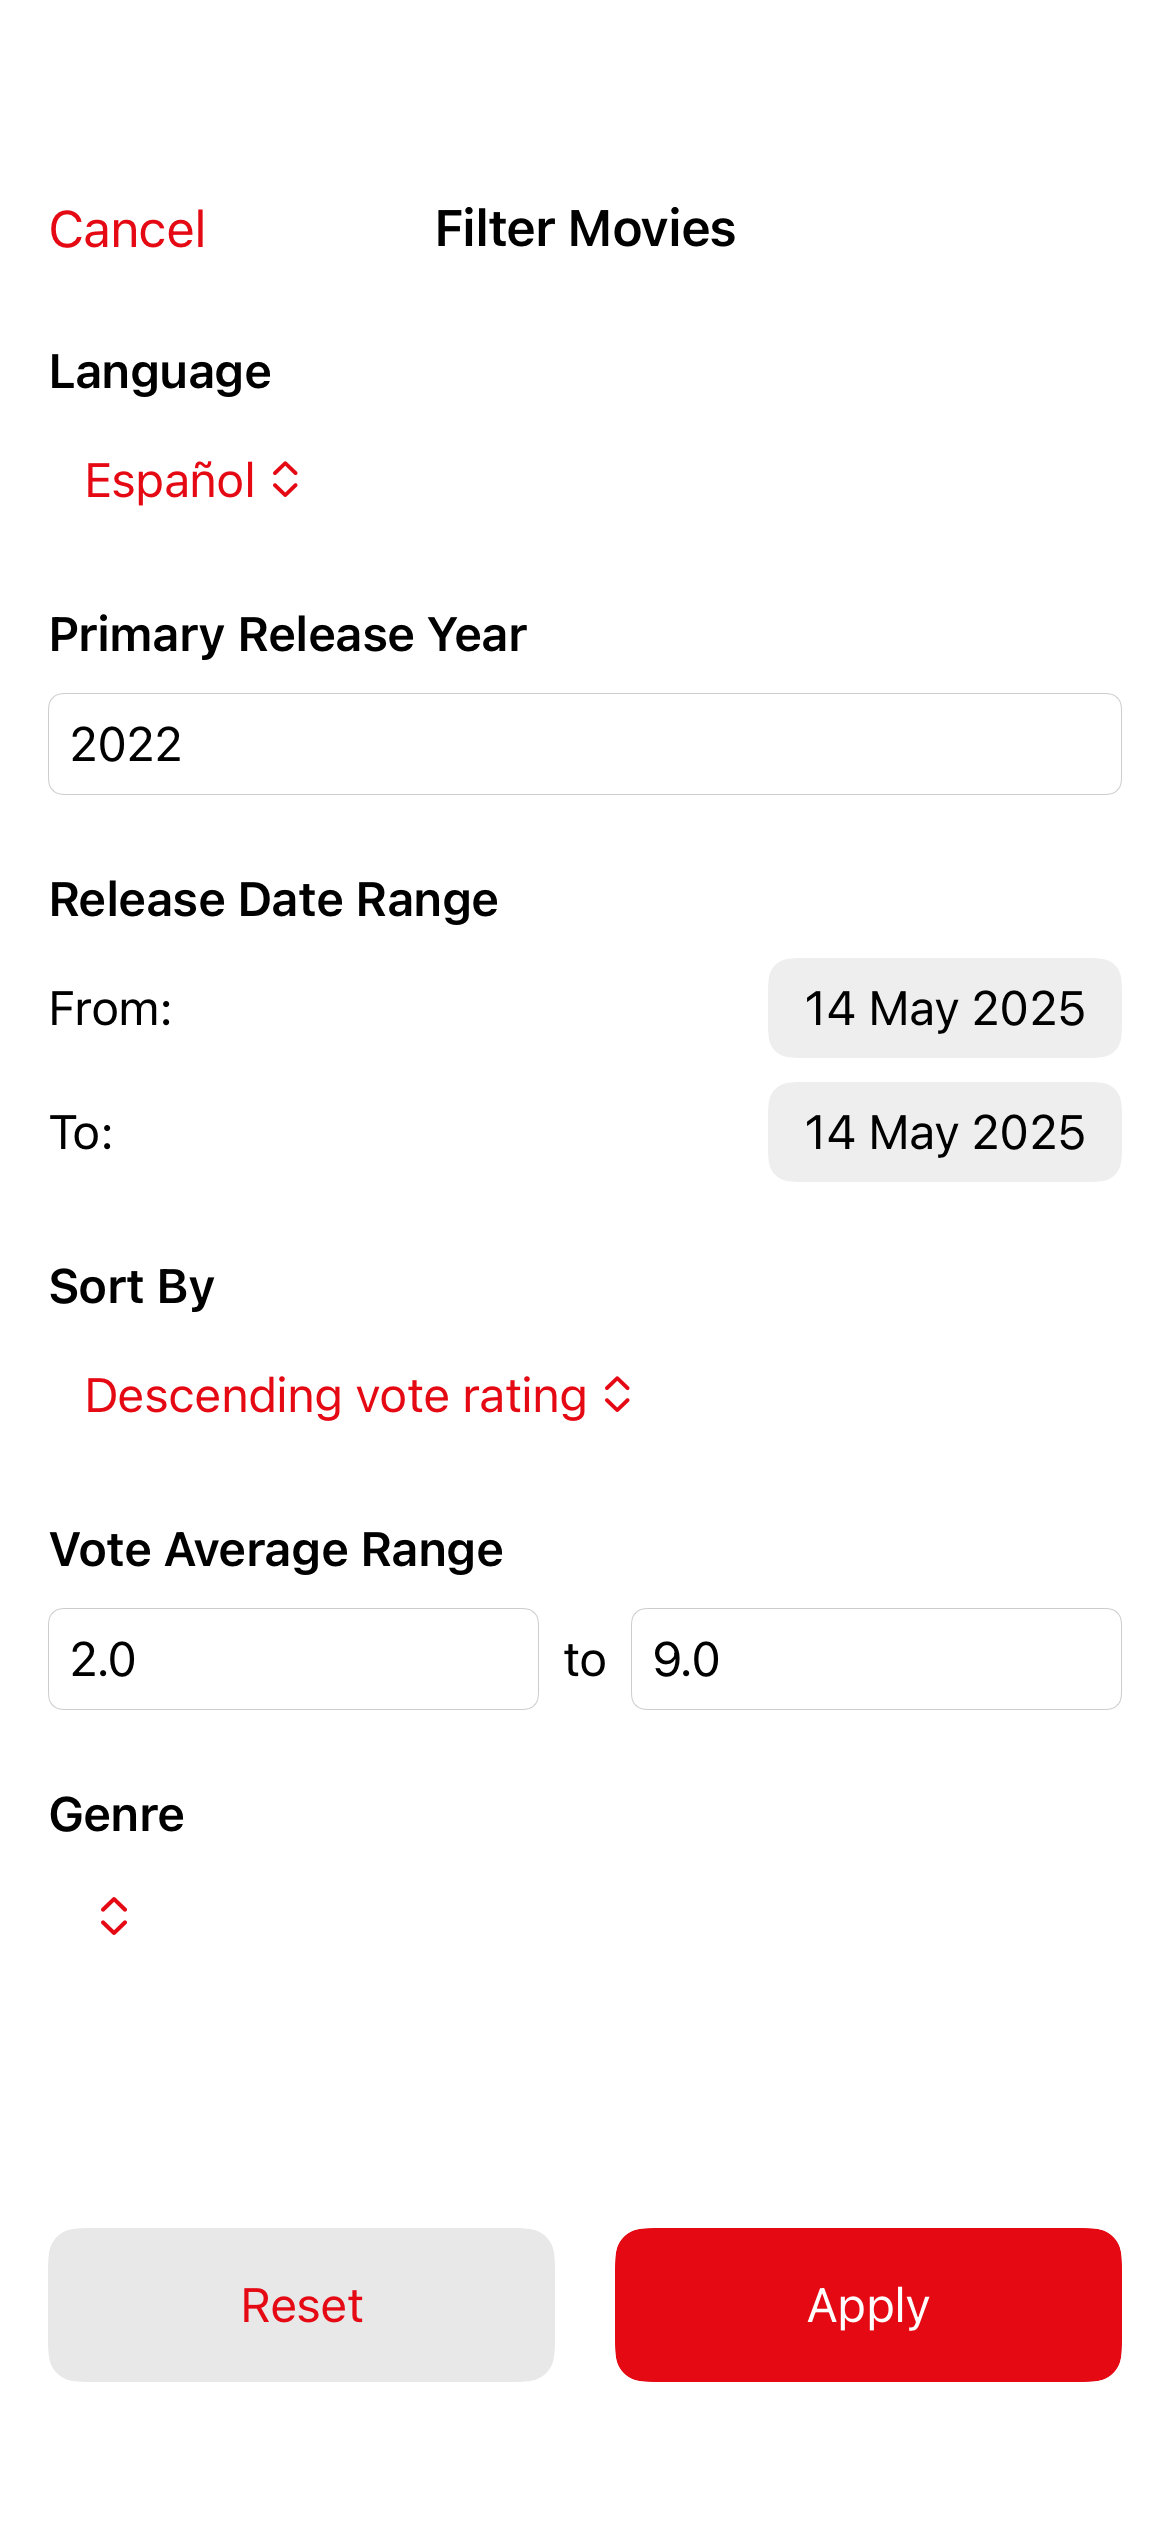 Cancel Filter Movies
Language
Español
Primary Release Year
2022
Release Date Range
From: 14 May 2025
To: 14 May 2025
Sort By
Descending vote rating
Vote Average Range
2.0 to 9.0
Genre
Reset Apply